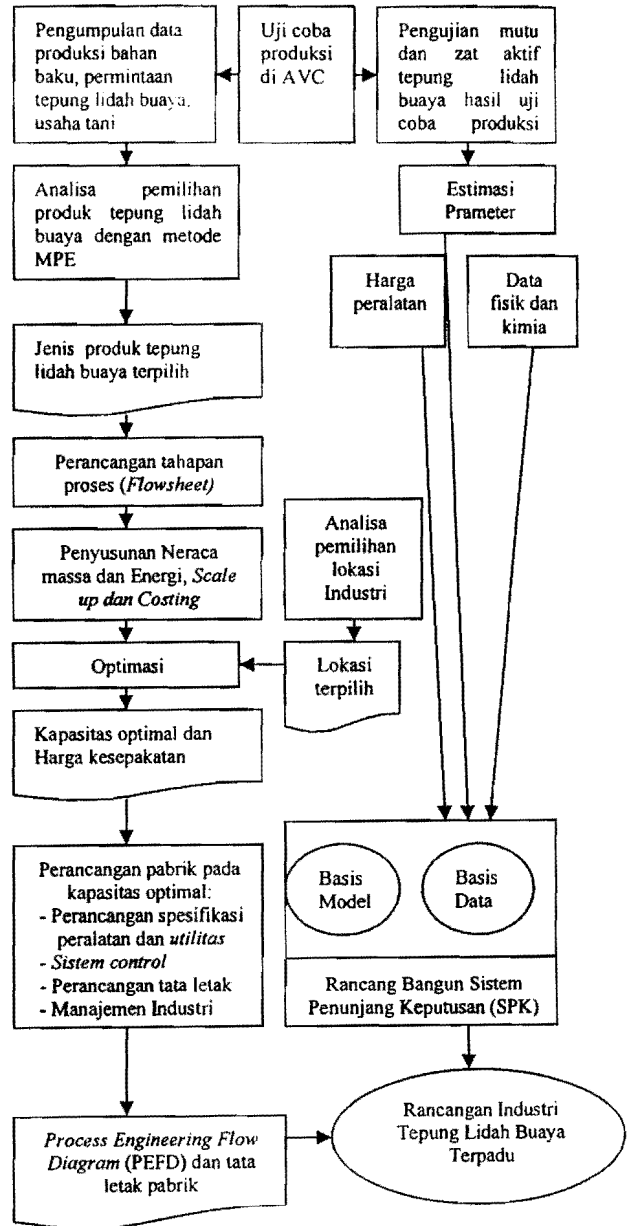 Pengumpulan data
produksi bahan
baku, permintaan
tepung lidah buaya,
usaha tani
Uji coba
produksi
di AVC
Pengujian mutu
dan zat aktif
tepung lidah
buaya hasil uji
coba produksi
Analisa pemilihan
produk tepung lidah
buaya dengan metode
MPE
Estimasi
Prameter
Harga
peralatan
Data
fisik dan
kimia
Jenis produk tepung
lidah buaya terpilih
Perancangan tahapan
proses (Flowsheet)
Penyusunan Neraca
massa dan Energi, Scale
up dan Costing
Analisa
pemilihan
lokasi
Industri
Optimasi
Lokasi
terpilih
Kapasitas optimal dan
Harga kesepakatan
Perancangan pabrik pada
kapasitas optimal:
- Perancangan spesifikasi
peralatan dan utilitas
- Sistem control
- Perancangan tata letak
- Manajemen Industri
Basis
Model
Basis
Data
Rancang Bangun Sistem
Penunjang Keputusan (SPK)
Process Engineering Flow
Diagram (PEFD) dan tata
letak pabrik
Rancangan Industri
Tepung Lidah Buaya
Terpadu